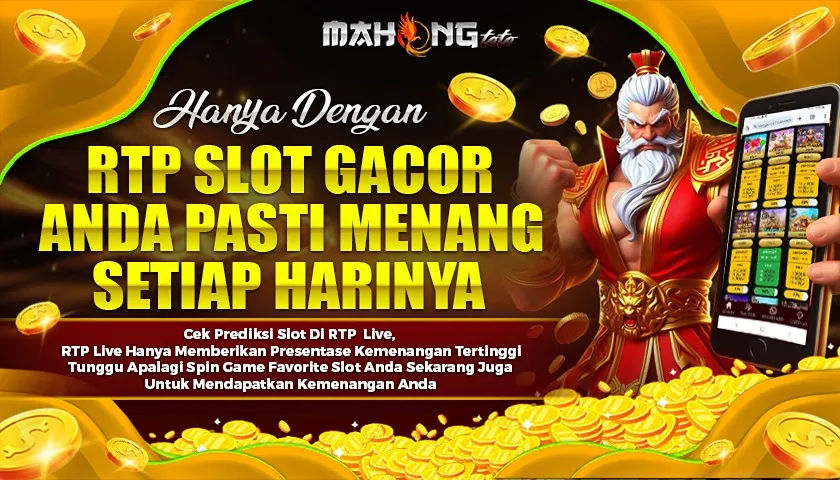 MAHONG toto
Hanya Dengan
RTP SLOT GACOR
ANDA PASTI MENANG
SETIAP HARINYA
Cek Prediksi Slot Di RTP Live,
RTP Live Hanya Memberikan Presentase Kemenangan Tertinggi
Tunggu Apalagi Spin Game Favorite Slot Anda Sekarang Juga
Untuk Mendapatkan Kemenangan Anda